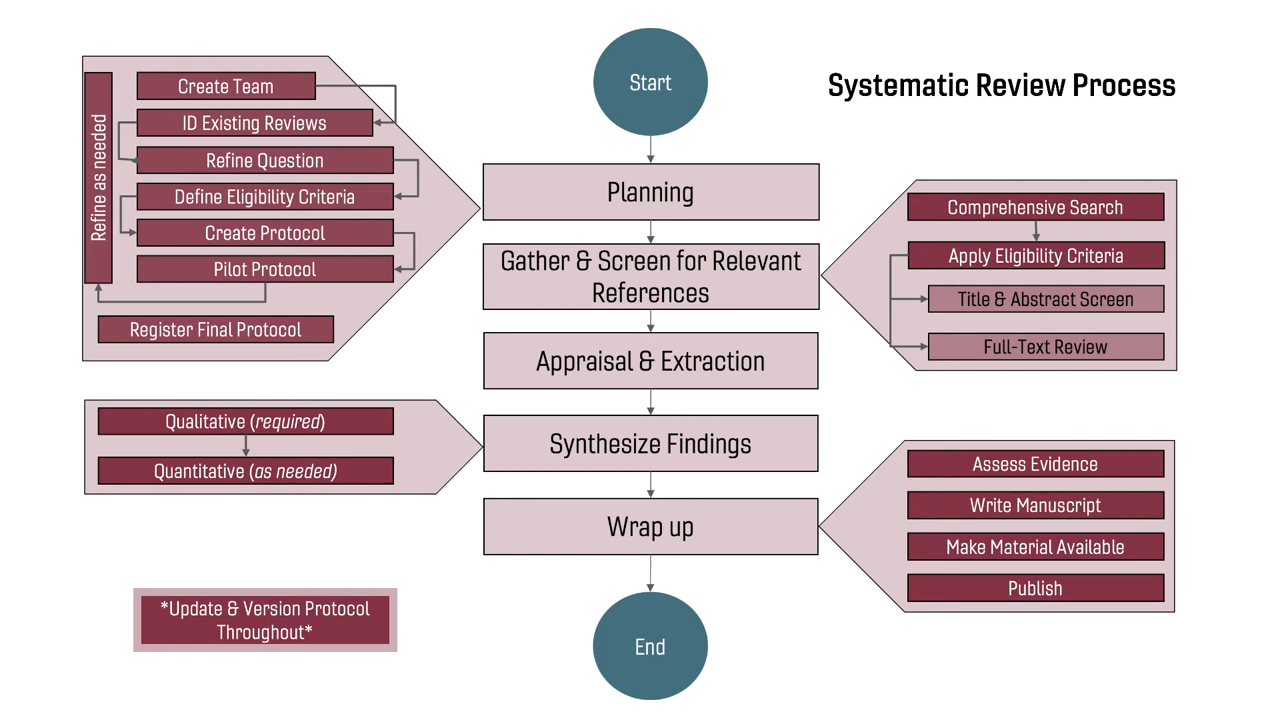 Systematic Review Process
Start
Planning
Gather & Screen for Relevant
References
Appraisal & Extraction
Synthesize Findings
Wrap up
End
Refine as needed
Create Team
ID Existing Reviews
Refine Question
Define Eligibility Criteria
Create Protocol
Pilot Protocol
Register Final Protocol
Comprehensive Search
Apply Eligibility Criteria
Title & Abstract Screen
Full-Text Review
Qualitative (required)
Quantitative (as needed)
Assess Evidence
Write Manuscript
Make Material Available
Publish
*Update & Version Protocol
Throughout*